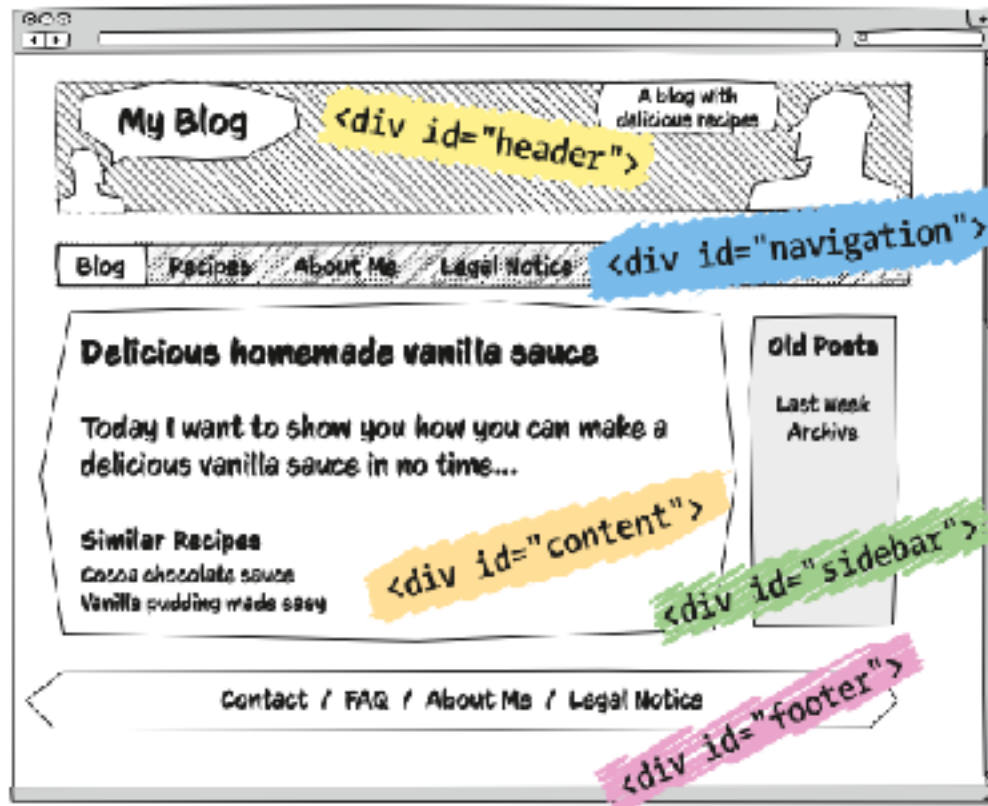 My Blog
<div id="header">
A blog with
delicious recipes
Blog Recipes About Me Legal Notice
<div id="navigation">
Delicious homemade vanilla sauce
Today I want to show you how you can make a
delicious vanilla sauce in no time...
Similar Recipes
Cocoa chocolate sauce
Vanilla pudding made easy
<div id="content">
Old Posts
Last week
Archive
<div id="sidebar">
Contact / FAQ / About Me / Legal Notice
<div id="footer">